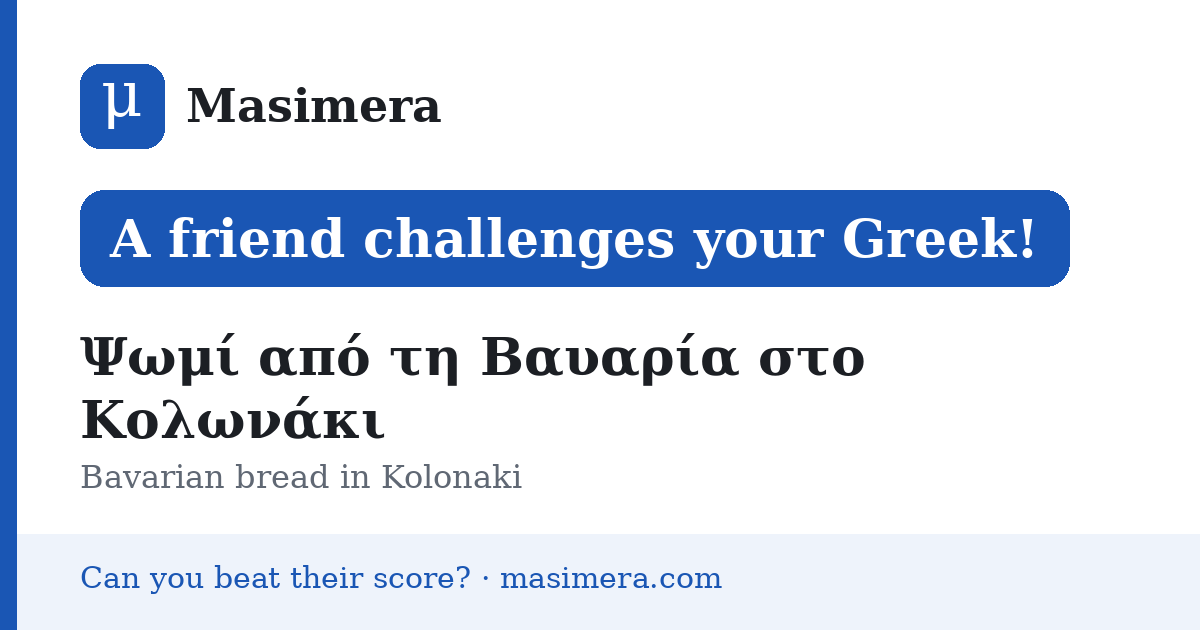 μ Masimera
A friend challenges your Greek!
Ψωμί από τη Βαυαρία στο
Κολωνάκι
Bavarian bread in Kolonaki
Can you beat their score? · masimera.com